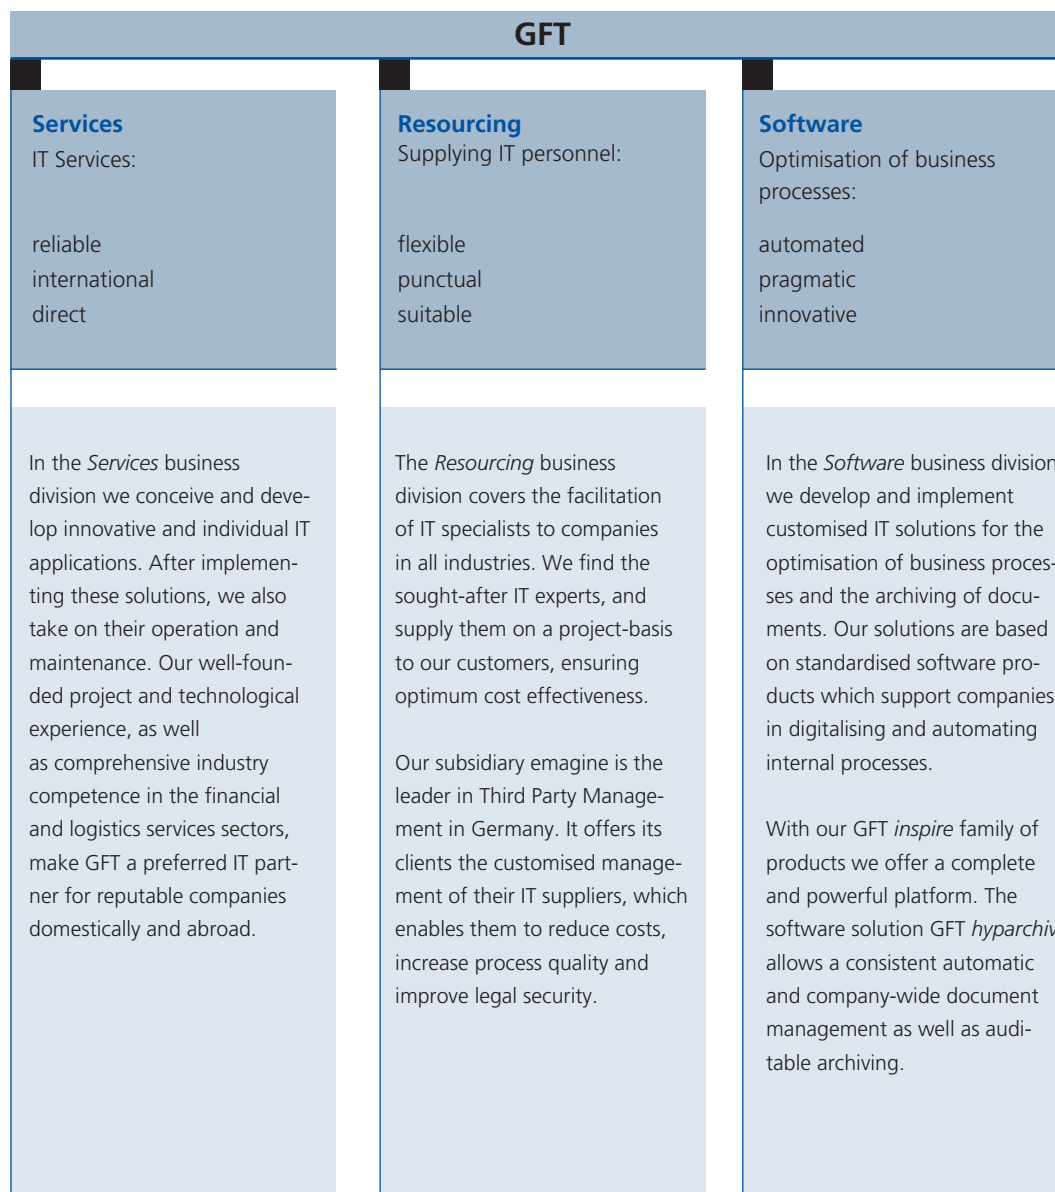 GFT
Services
IT Services:
reliable
international
direct
In the Services business
division we conceive and deve-
lop innovative and individual IT
applications. After implemen-
ting these solutions, we also
take on their operation and
maintenance. Our well-foun-
ded project and technological
experience, as well
as comprehensive industry
competence in the financial
and logistics services sectors,
make GFT a preferred IT part-
ner for reputable companies
domestically and abroad.
Resourcing
Supplying IT personnel:
flexible
punctual
suitable
The Resourcing business
division covers the facilitation
of IT specialists to companies
in all industries. We find the
sought-after IT experts, and
supply them on a project-basis
to our customers, ensuring
optimum cost effectiveness.
Our subsidiary emagine is the
leader in Third Party Manage-
ment in Germany. It offers its
clients the customised manage-
ment of their IT suppliers, which
enables them to reduce costs,
increase process quality and
improve legal security.
Software
Optimisation of business
processes:
automated
pragmatic
innovative
In the Software business division
we develop and implement
customised IT solutions for the
optimisation of business proces-
ses and the archiving of docu-
ments. Our solutions are based
on standardised software pro-
ducts which support companies
in digitalising and automating
internal processes.
With our GFT inspire family of
products we offer a complete
and powerful platform. The
software solution GFT hyparchiv
allows a consistent automatic
and company-wide document
management as well as audi-
table archiving.